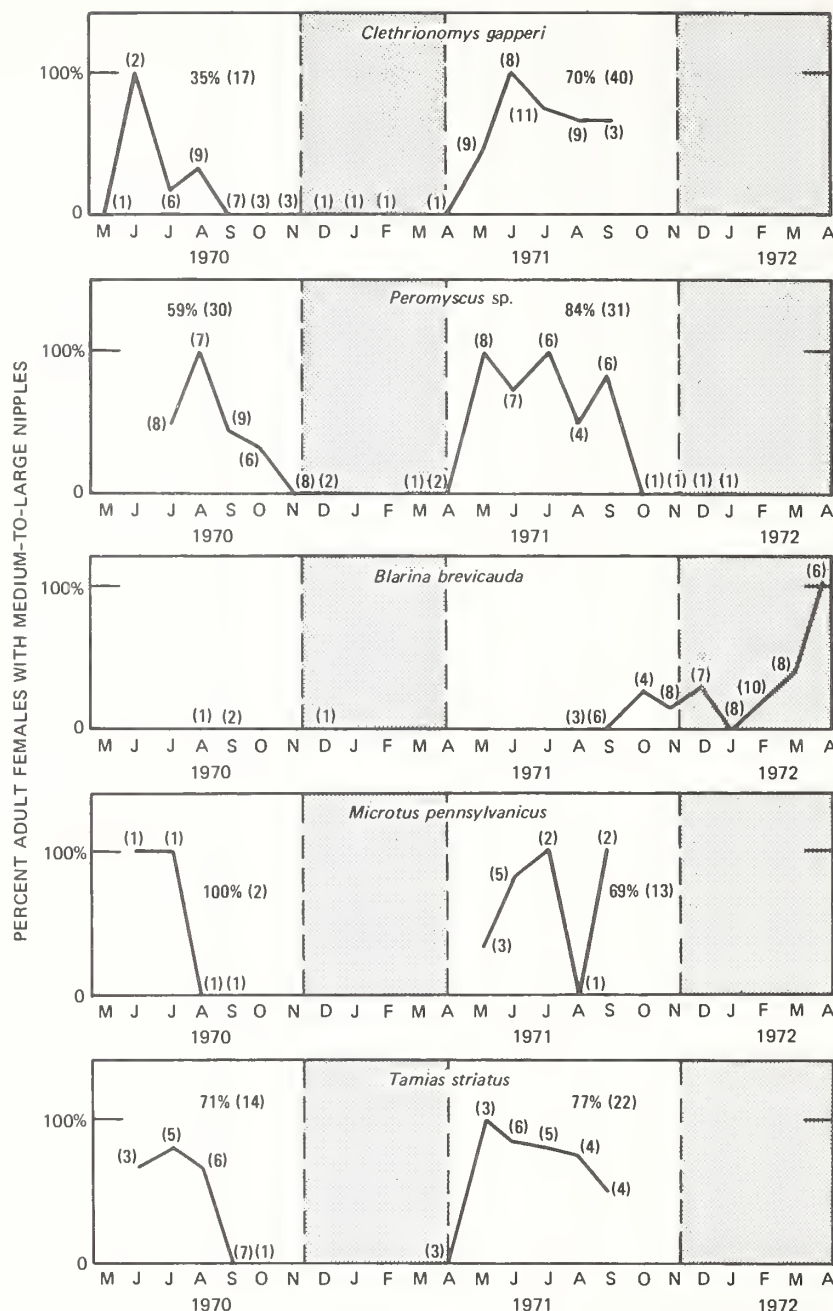 PERCENT ADULT FEMALES WITH MEDIUM-TO-LARGE NIPPLES
Clethrionomys gapperi
100%
0
(1) (2) (6) (9) (7) (3) (3) (1) (1) (1) (1) (9) (8) (11) (9) (3)
35% (17) 70% (40)
M J J A S O N D J F M A M J J A S O N D J F M A
1970 1971 1972
Peromyscus sp.
59% (30) 84% (31)
100%
0
(8) (7) (9) (6) (8) (2) (1) (2) (8) (7) (6) (4) (6) (1) (1) (1) (1)
M J J A S O N D J F M A M J J A S O N D J F M A
1970 1971 1972
Blarina brevicauda
100%
0
(1) (2) (1) (3) (6) (4) (8) (7) (8) (10) (8) (6)
M J J A S O N D J F M A M J J A S O N D J F M A
1970 1971 1972
Microtus pennsylvanicus
100%
0
(1) (1) (1) (1) (3) (5) (2) (1) (2)
100% (2) 69% (13)
M J J A S O N D J F M A M J J A S O N D J F M A
1970 1971 1972
Tamias striatus
71% (14) 77% (22)
100%
0
(3) (5) (6) (7) (1) (3) (3) (6) (5) (4) (4)
M J J A S O N D J F M A M J J A S O N D J F M A
1970 1971 1972